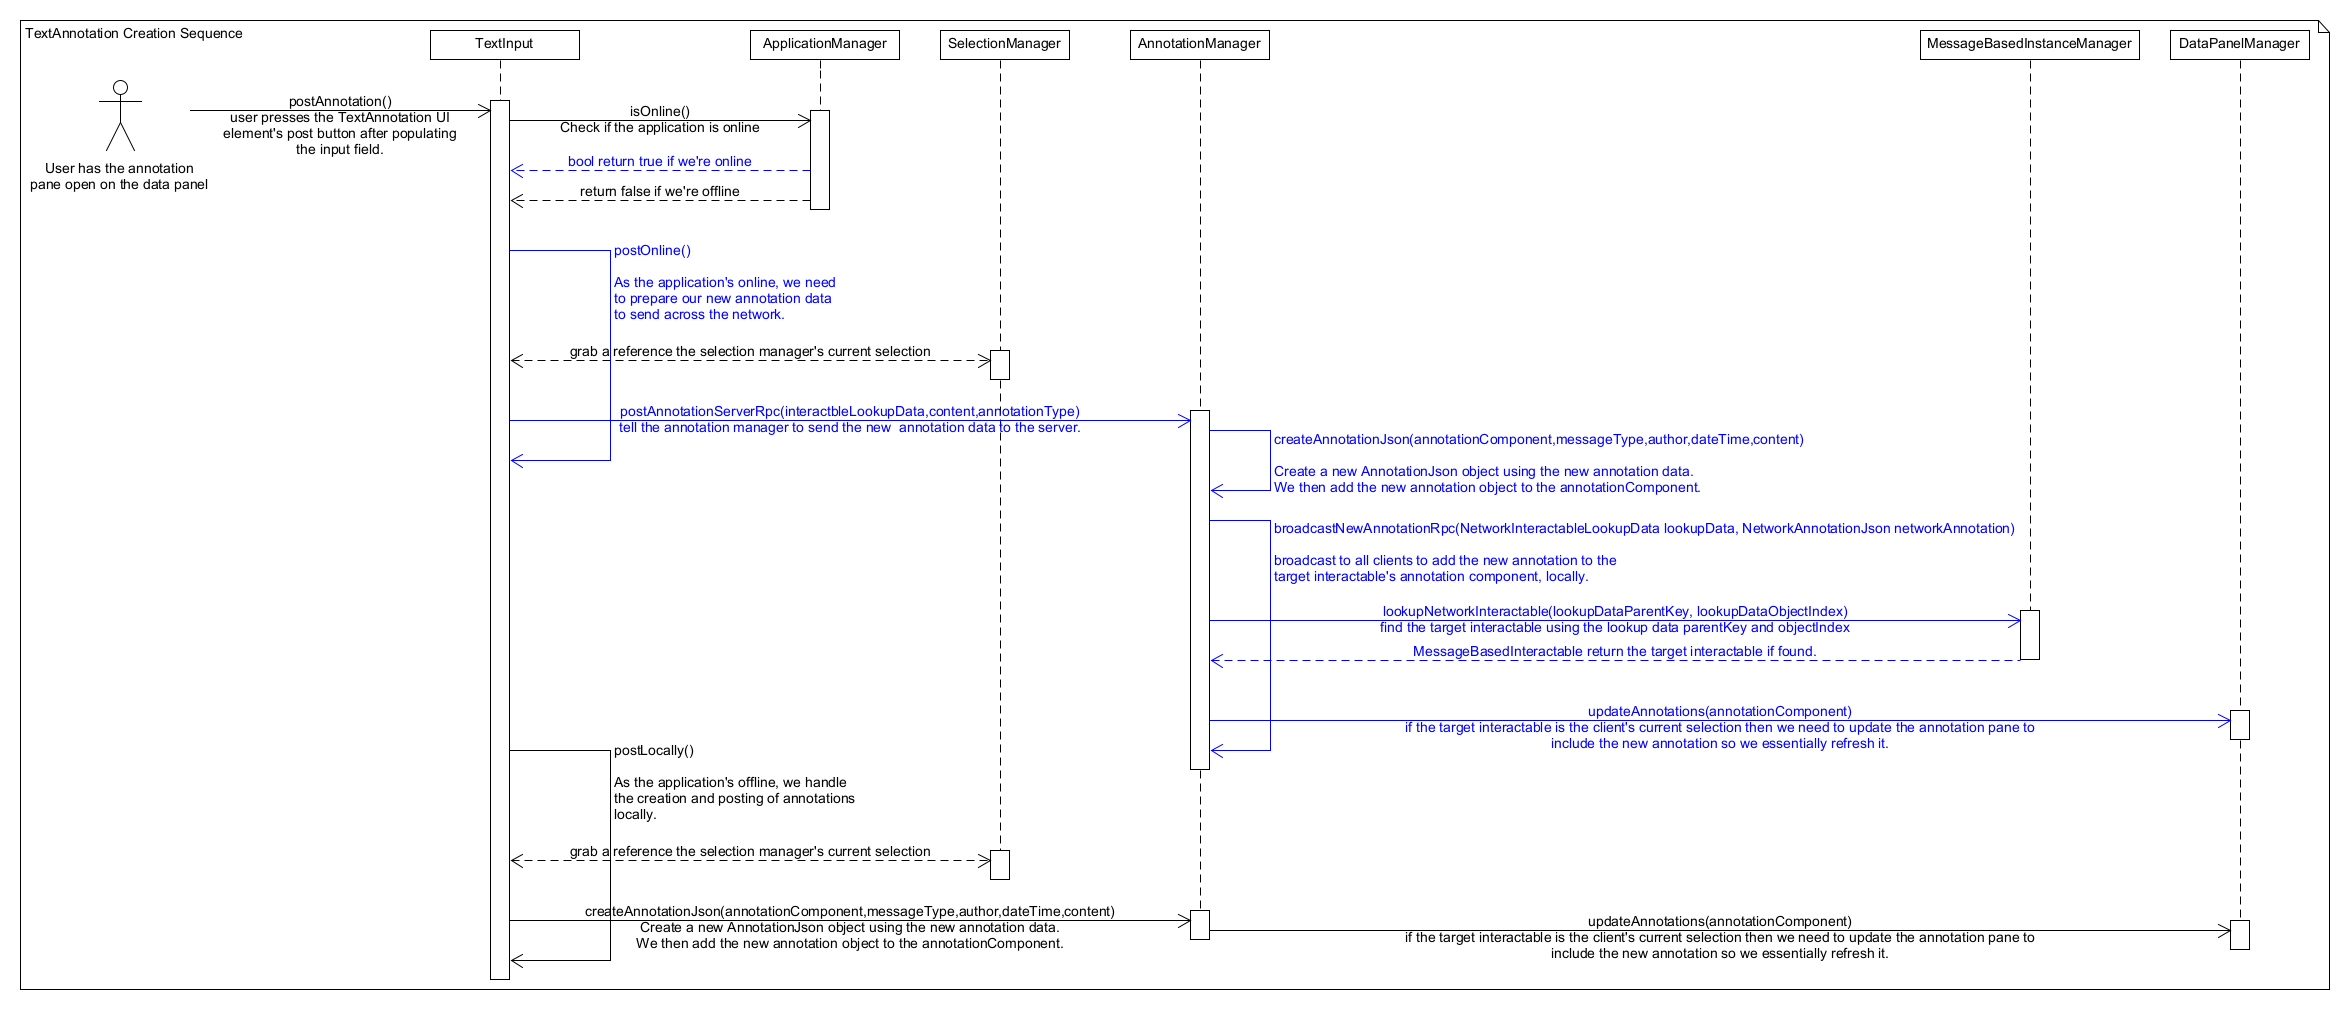 TextAnnotation Creation Sequence
TextInput
ApplicationManager
SelectionManager
AnnotationManager
MessageBasedInstanceManager
DataPanelManager
User has the annotation
pane open on the data panel
postAnnotation()
user presses the TextAnnotation UI
element's post button after populating
the input field.
isOnline()
Check if the application is online
bool return true if we're online
return false if we're offline
postOnline()
As the application's online, we need
to prepare our new annotation data
to send across the network.
grab a reference the selection manager's current selection
postAnnotationServerRpc(interactbleLookupData,content,annotationType)
tell the annotation manager to send the new  annotation data to the server.
createAnnotationJson(annotationComponent,messageType,author,dateTime,content)
Create a new AnnotationJson object using the new annotation data.
We then add the new annotation object to the annotationComponent.
broadcastNewAnnotationRpc(NetworkInteractableLookupData lookupData, NetworkAnnotationJson networkAnnotation)
broadcast to all clients to add the new annotation to the
target interactable's annotation component, locally.
lookupNetworkInteractable(lookupDataParentKey, lookupDataObjectIndex)
find the target interactable using the lookup data parentKey and objectIndex
MessageBasedInteractable return the target interactable if found.
updateAnnotations(annotationComponent)
if the target interactable is the client's current selection then we need to update the annotation pane to
include the new annotation so we essentially refresh it.
postLocally()
As the application's offline, we handle
the creation and posting of annotations
locally.
grab a reference the selection manager's current selection
createAnnotationJson(annotationComponent,messageType,author,dateTime,content)
Create a new AnnotationJson object using the new annotation data.
We then add the new annotation object to the annotationComponent.
updateAnnotations(annotationComponent)
if the target interactable is the client's current selection then we need to update the annotation pane to
include the new annotation so we essentially refresh it.